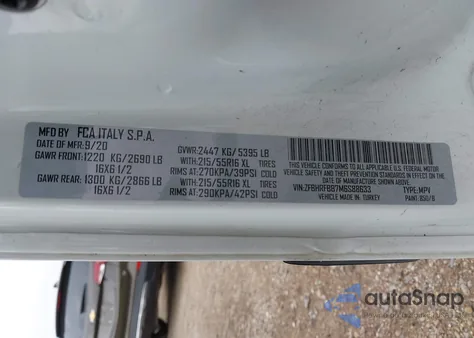 MFD BY FCA ITALY S.P.A.
DATE OF MFR: 9/20 GVWR: 2447 KG/ 5395 LB
GAWR FRONT: 1220 KG/2690 LB WITH: 215/55R16 XL TIRES
16X6 1/2 RIMS AT: 270KPA/39PSI
GAWR REAR: 1300 KG/2866 LB WITH: 215/55R16 XL TIRES
16X6 1/2 RIMS AT: 290KPA/42PSI
THIS VEHICLE CONFORMS TO ALL APPLICABLE U.S. FEDERAL MOTOR
VEHICLE SAFETY AND THEFT PREVENTION STANDARDS IN EFFECT
ON THE DATE OF MANUFACTURE SHOWN ABOVE.
VIN: ZFBHRFBB7M6S88633 TYPE: MPV
VEHICLE MADE IN: TURKEY PAINT: 850/B
autoSnap